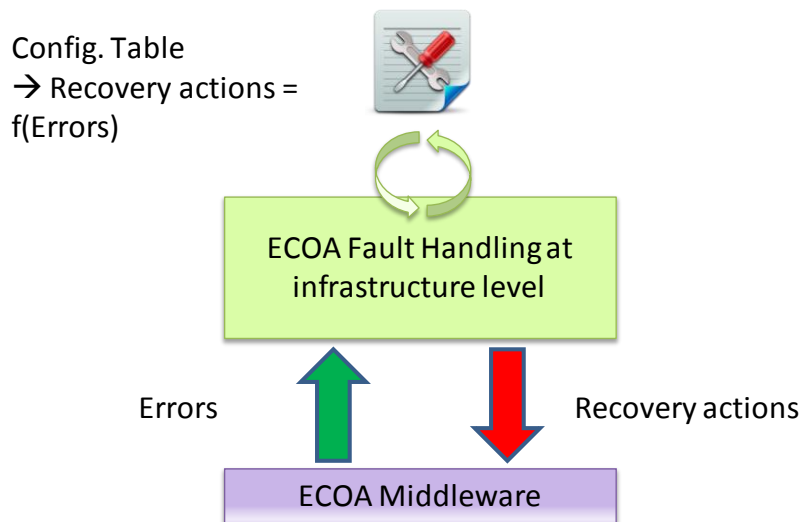 Config. Table
→ Recovery actions =
f(Errors)
ECOA Fault Handling at
infrastructure level
Errors
Recovery actions
ECOA Middleware